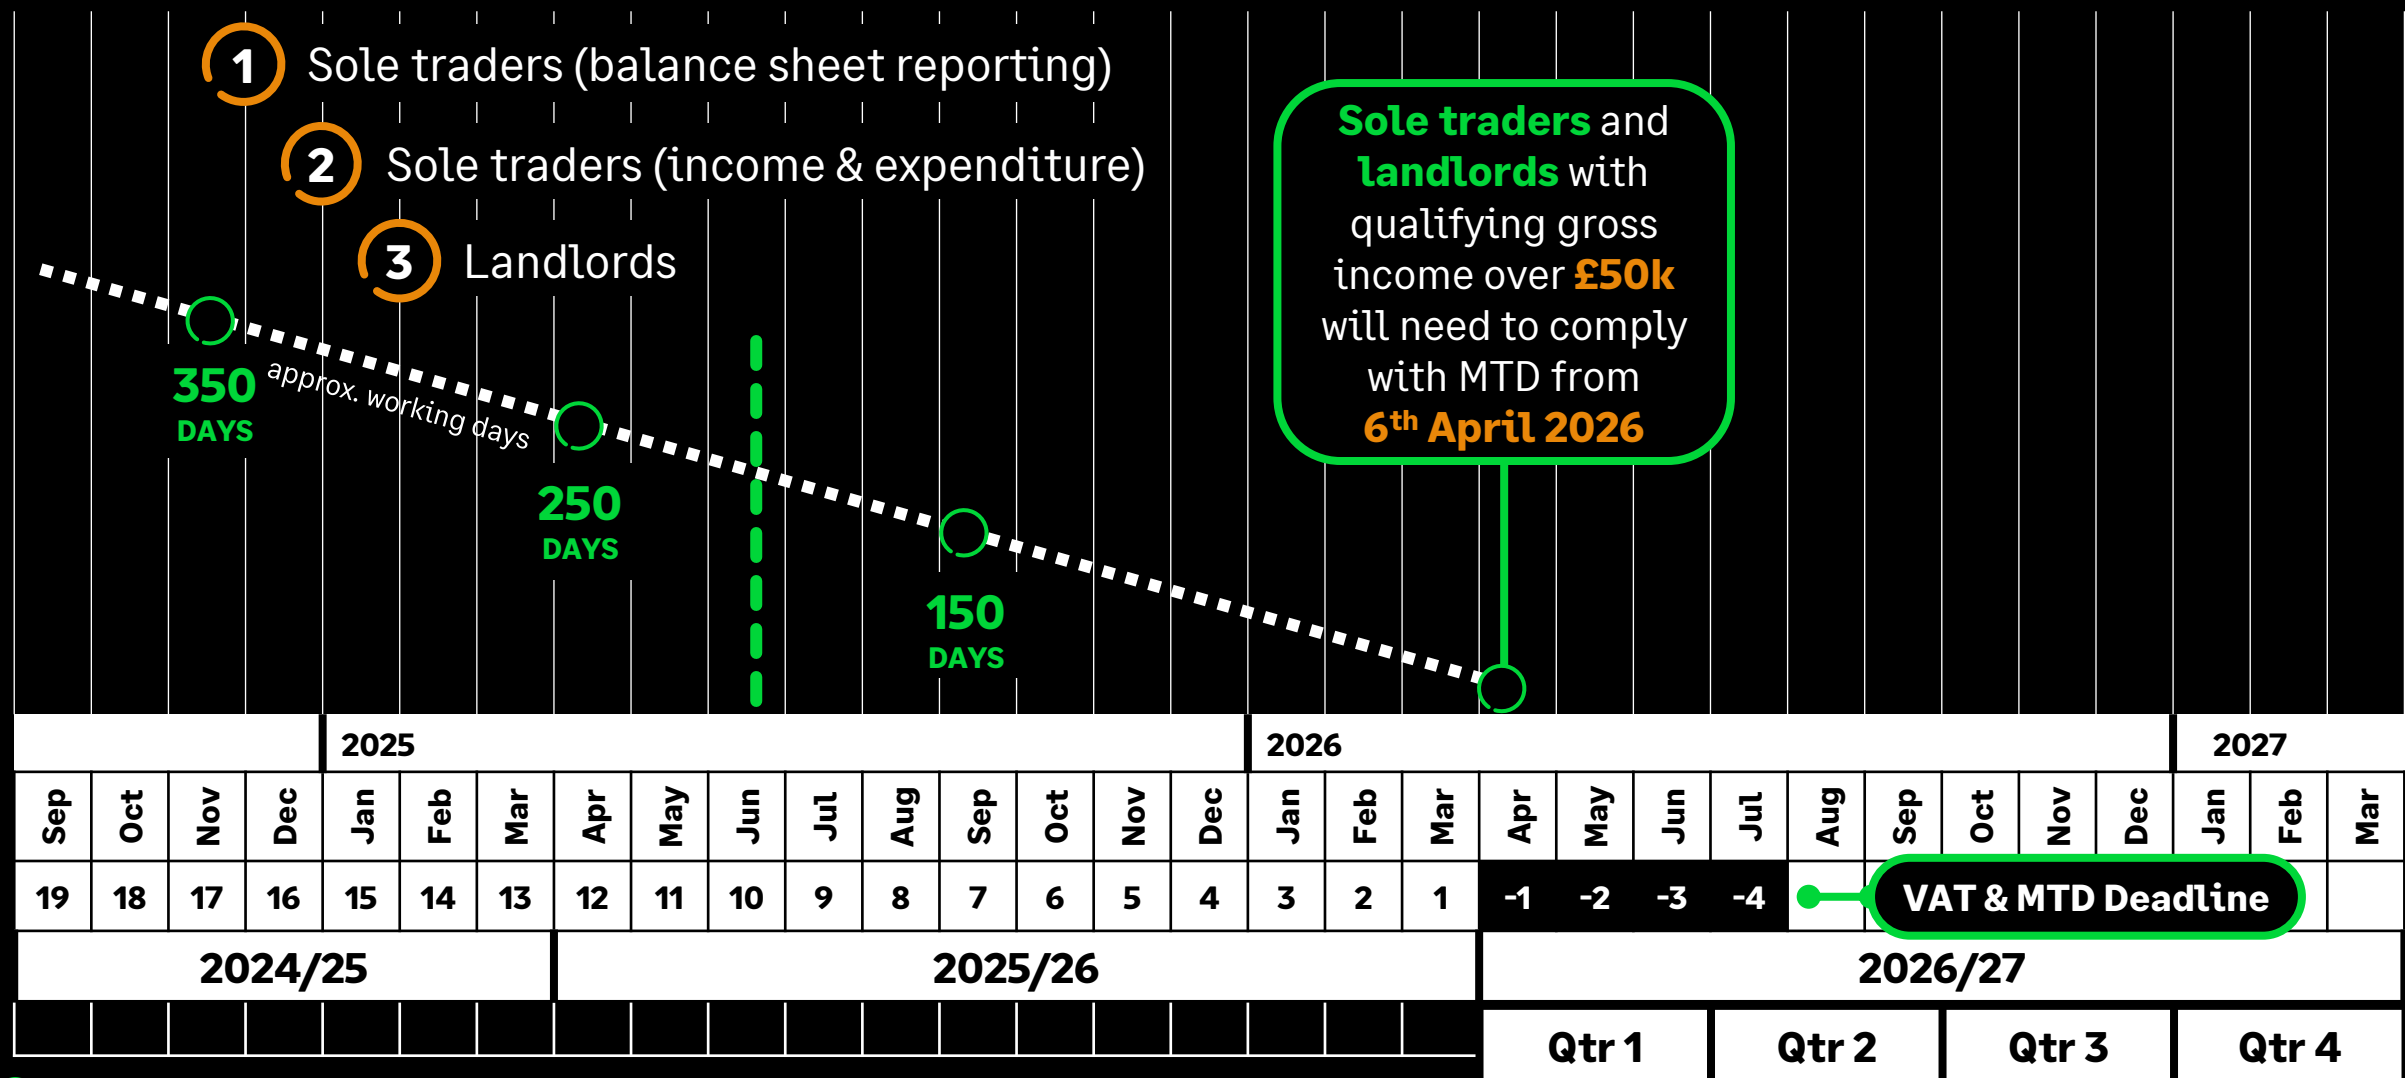 1 Sole traders (balance sheet reporting)
2 Sole traders (income & expenditure)
3 Landlords
Sole traders and
landlords with
qualifying gross
income over £50k
will need to comply
with MTD from
6th April 2026
350
DAYS
approx. working days
250
DAYS
150
DAYS
2025 2026 2027
Sep Oct Nov Dec Jan Feb Mar Apr May Jun Jul Aug Sep Oct Nov Dec Jan Feb Mar Apr May Jun Jul Aug Sep Oct Nov Dec Jan Feb Mar
19 18 17 16 15 14 13 12 11 10 9 8 7 6 5 4 3 2 1 -1 -2 -3 -4 VAT & MTD Deadline
2024/25 2025/26 2026/27
Qtr 1 Qtr 2 Qtr 3 Qtr 4